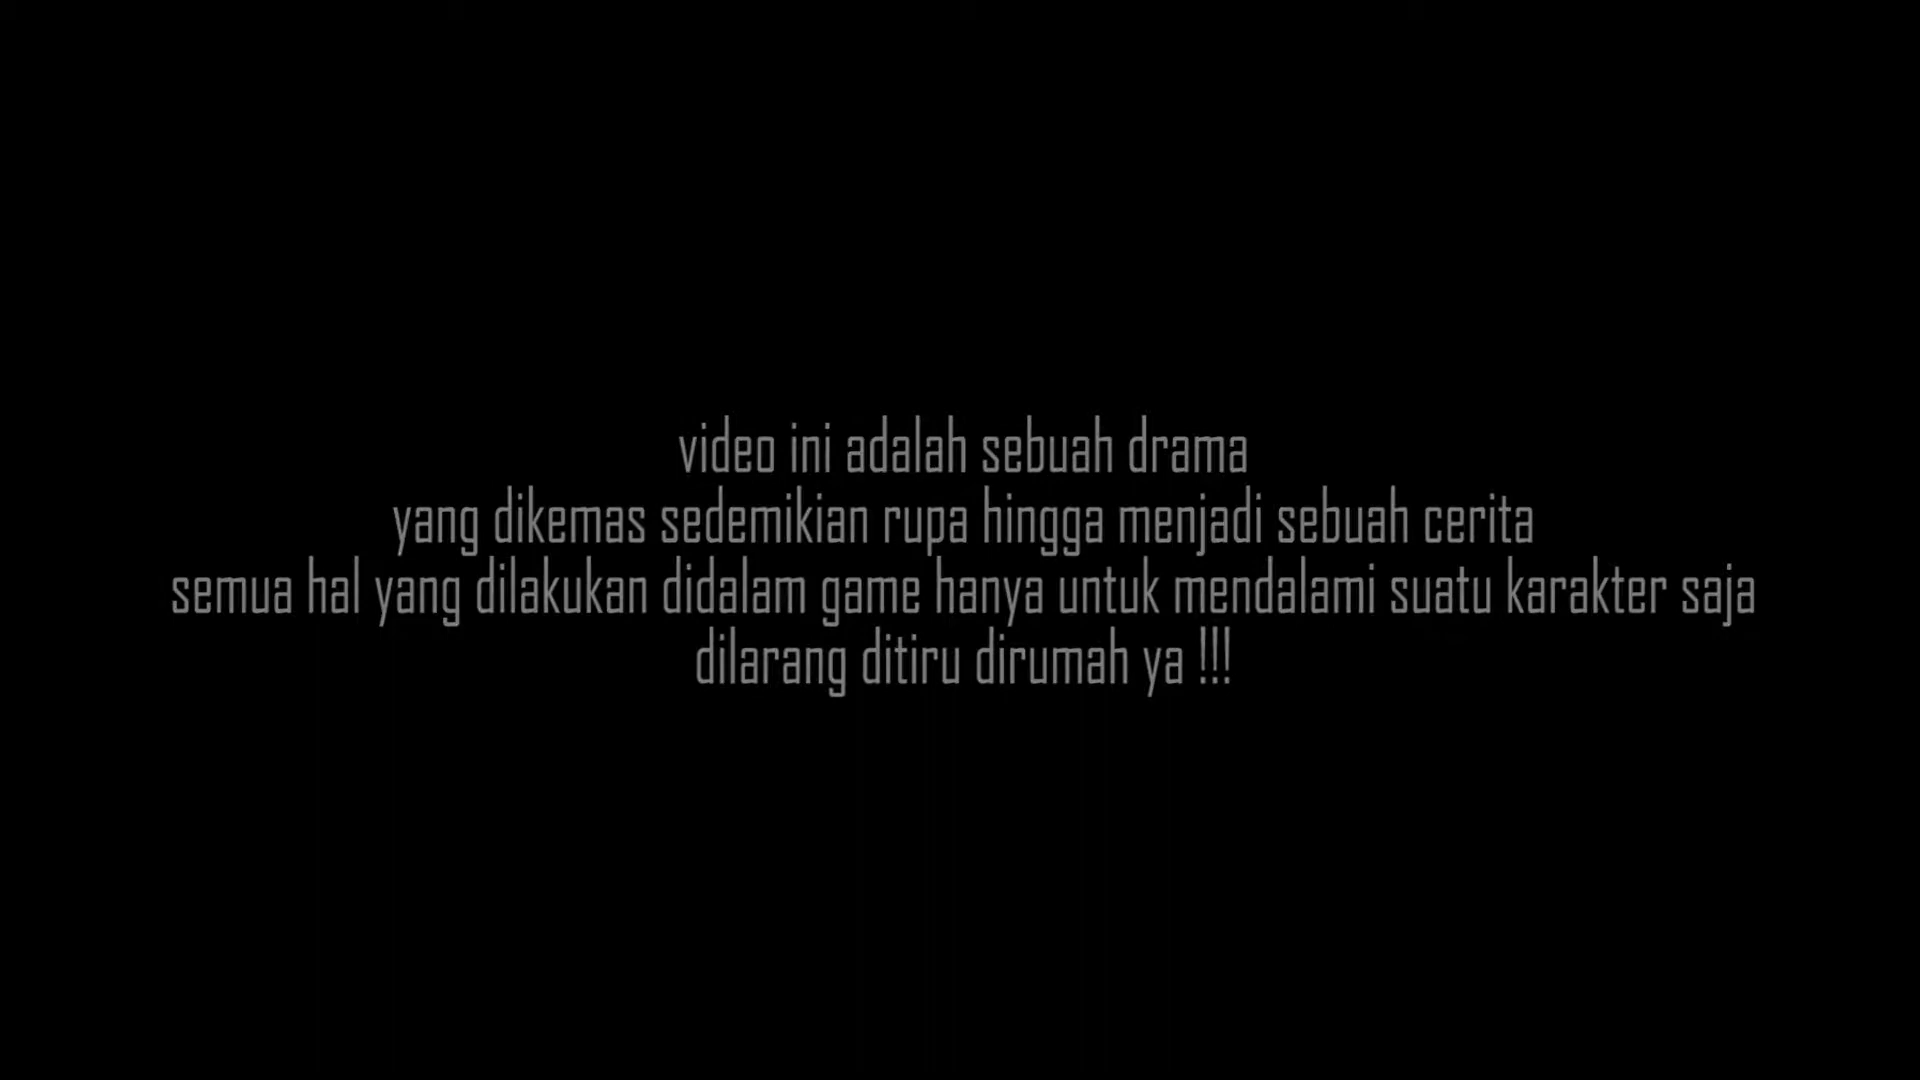 video ini adalah sebuah drama
yang dikemas sedemikian rupa hingga menjadi sebuah cerita
semua hal yang dilakukan didalam game hanya untuk mendalami suatu karakter saja
dilarang ditiru dirumah ya !!!